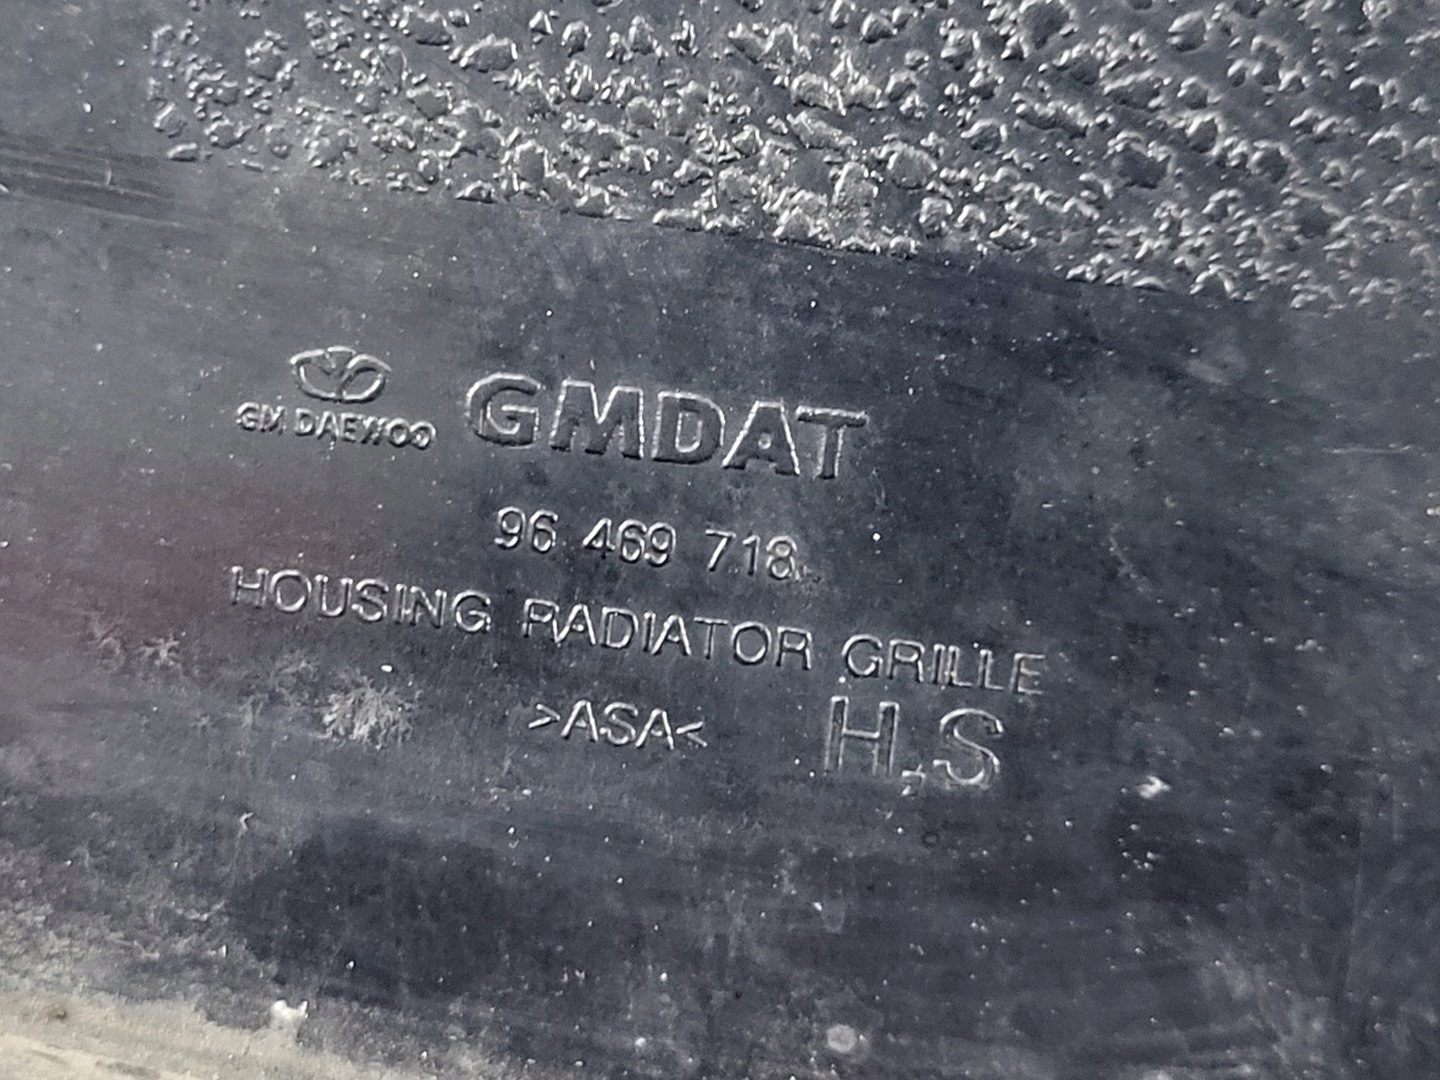 GM DAEWOO GMDAT
96 469 718
HOUSING RADIATOR GRILLE
>ASA< H,S